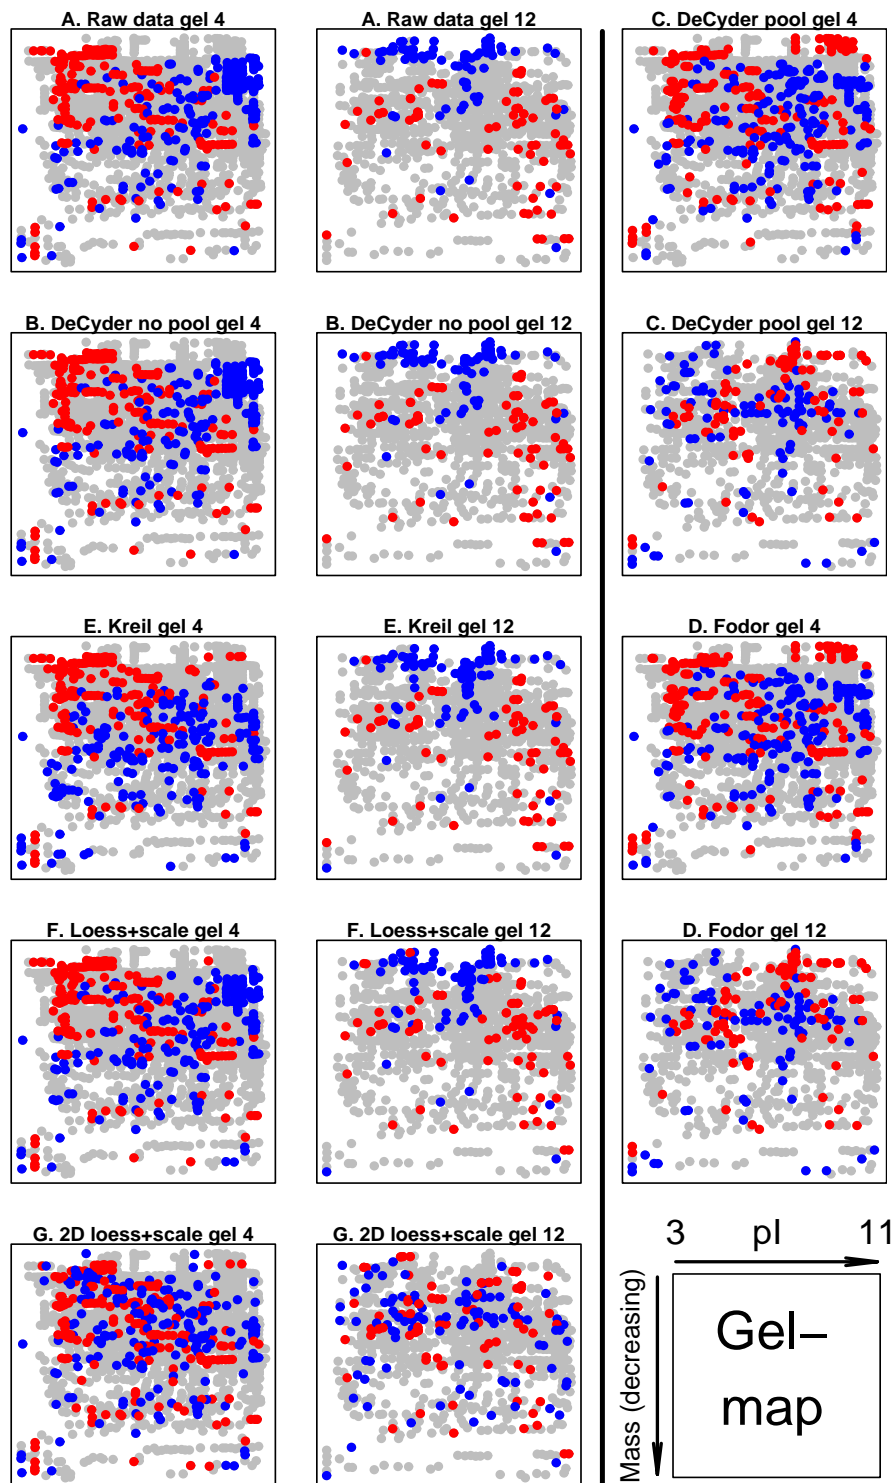 A. Raw data gel 4
A. Raw data gel 12
C. DeCyder pool gel 4
B. DeCyder no pool gel 4
B. DeCyder no pool gel 12
C. DeCyder pool gel 12
E. Kreil gel 4
E. Kreil gel 12
D. Fodor gel 4
F. Loess+scale gel 4
F. Loess+scale gel 12
D. Fodor gel 12
G. 2D loess+scale gel 4
G. 2D loess+scale gel 12
3 pI 11
Mass (decreasing)
Gel–
map